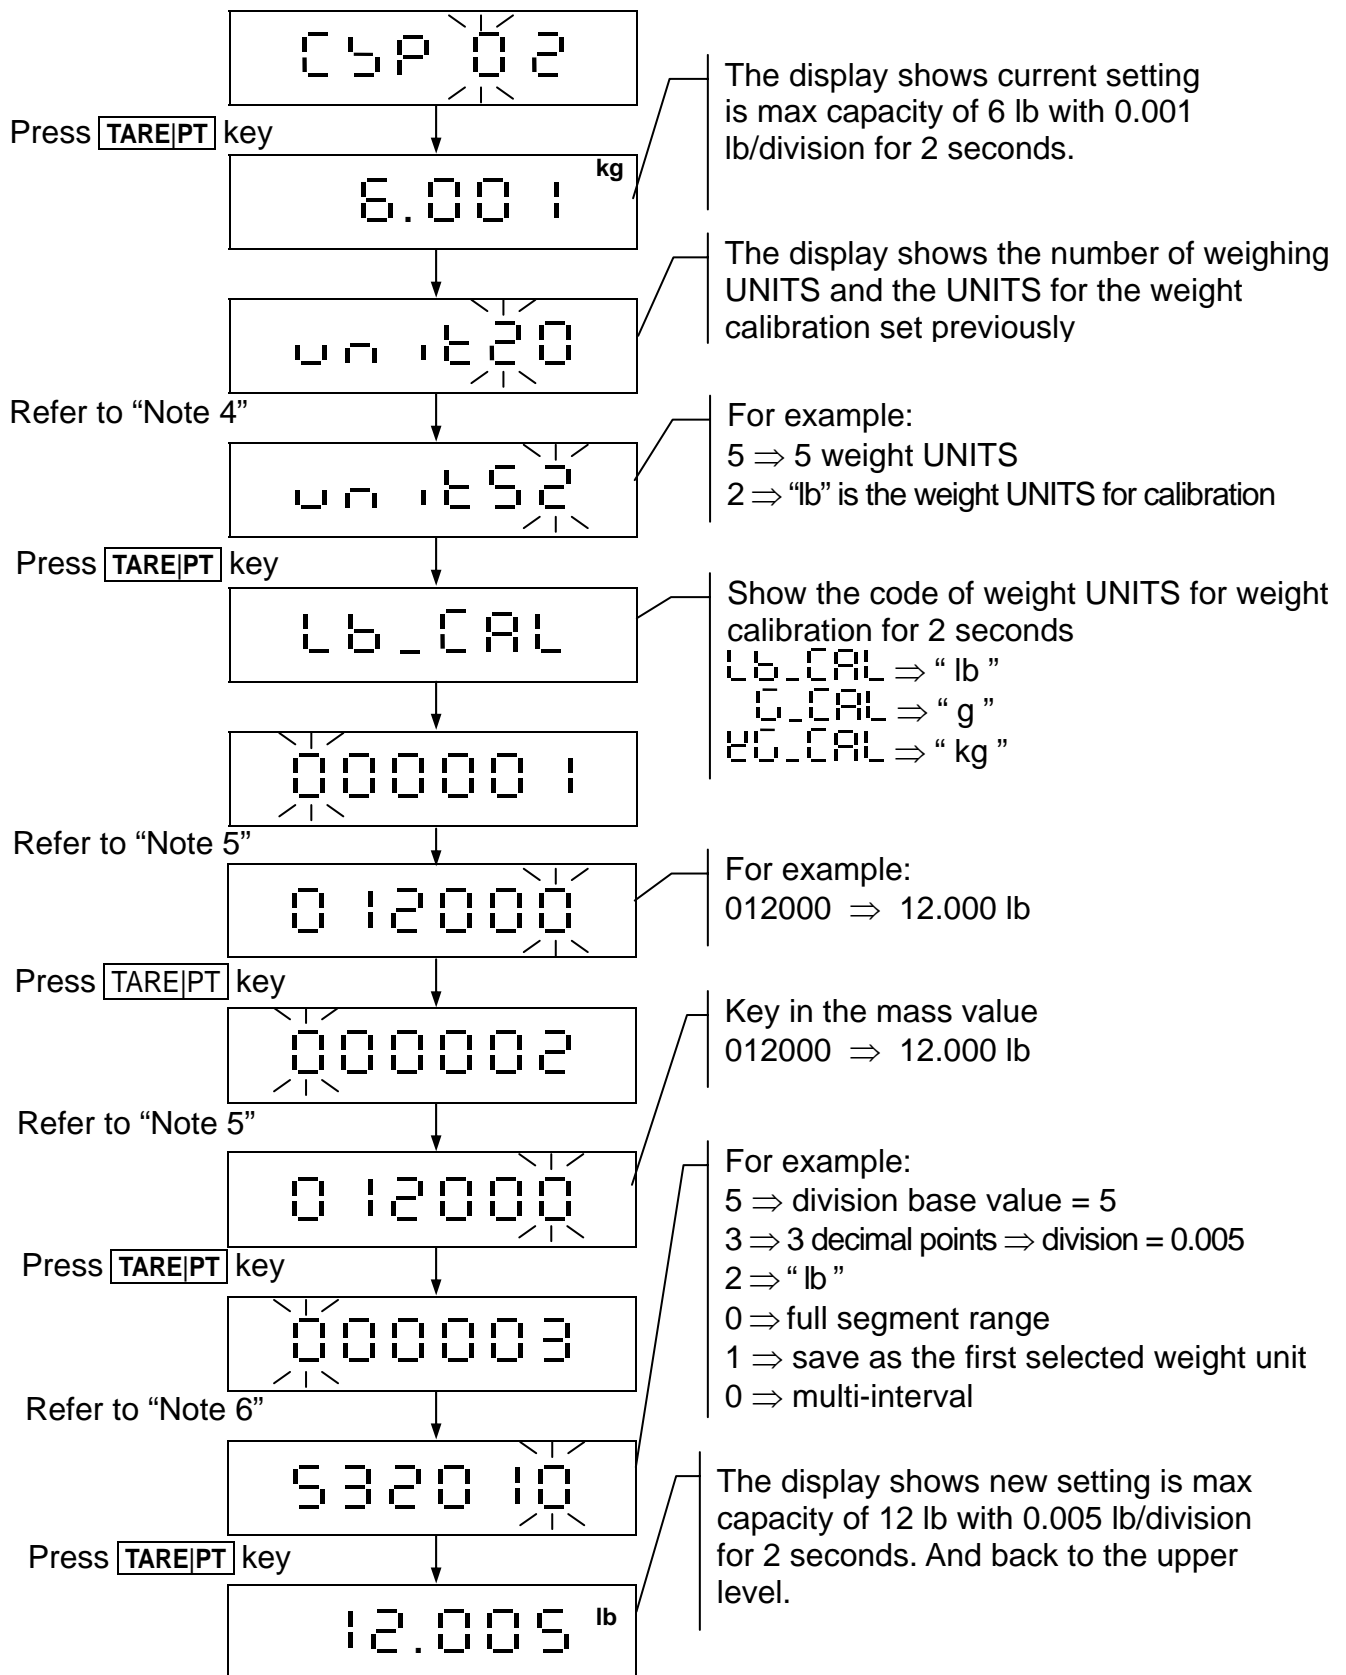 CSP 02
The display shows current setting
is max capacity of 6 lb with 0.001
lb/division for 2 seconds.
Press TARE|PT key
kg
6.001
The display shows the number of weighing
UNITS and the UNITS for the weight
calibration set previously
unit20
Refer to “Note 4”
For example:
5 ⇒ 5 weight UNITS
2 ⇒ “lb” is the weight UNITS for calibration
unit52
Press TARE|PT key
Lb_CAL
Show the code of weight UNITS for weight
calibration for 2 seconds
Lb_CAL ⇒ “ lb ”
G_CAL ⇒ “ g ”
KG_CAL ⇒ “ kg ”
000001
Refer to “Note 5”
For example:
012000 ⇒ 12.000 lb
012000
Press TARE|PT key
Key in the mass value
012000 ⇒ 12.000 lb
000002
Refer to “Note 5”
012000
For example:
5 ⇒ division base value = 5
3 ⇒ 3 decimal points ⇒ division = 0.005
2 ⇒ “ lb ”
0 ⇒ full segment range
1 ⇒ save as the first selected weight unit
0 ⇒ multi-interval
Press TARE|PT key
000003
Refer to “Note 6”
532010
The display shows new setting is max
capacity of 12 lb with 0.005 lb/division
for 2 seconds. And back to the upper
level.
Press TARE|PT key
12.005 lb